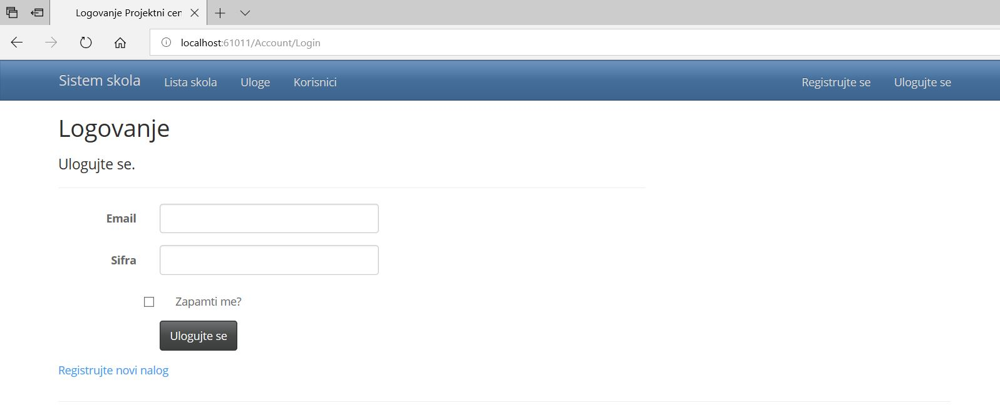 Logovanje Projektni cen
localhost:61011/Account/Login
Sistem skola Lista skola Uloge Korisnici Registrujte se Ulogujte se
Logovanje
Ulogujte se.
Email
Sifra
Zapamti me?
Ulogujte se
Registrujte novi nalog